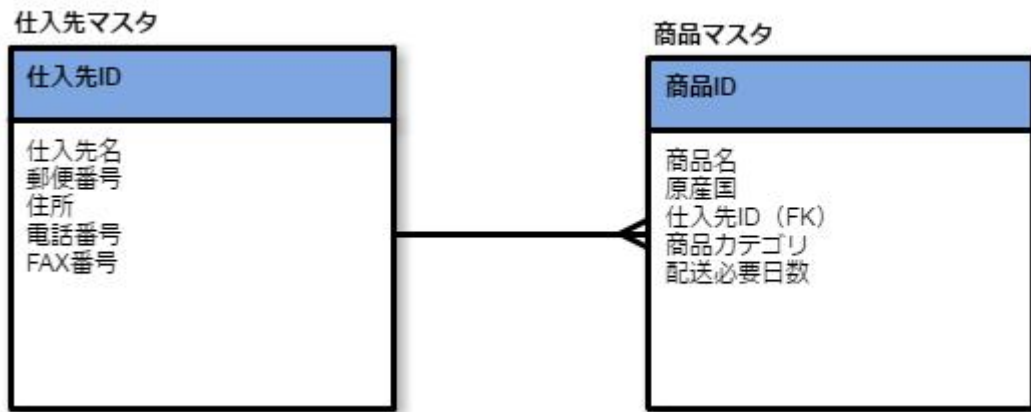 仕入先マスタ
仕入先ID
仕入先名
郵便番号
住所
電話番号
FAX番号
商品マスタ
商品ID
商品名
原産国
仕入先ID（FK）
商品カテゴリ
配送必要日数